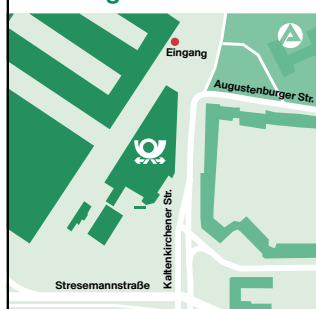 Eingang
Augustenburger Str.
Kaltenkirchener Str.
Stresemannstraße